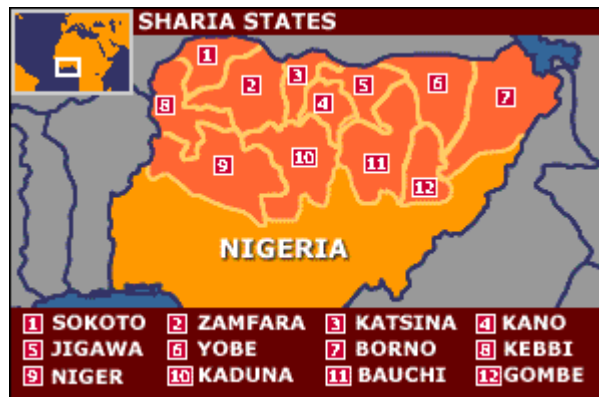 SHARIA STATES
1
2
3
4
5
6
7
8
9
10
11
12
NIGERIA
1 SOKOTO 2 ZAMFARA 3 KATSINA 4 KANO
5 JIGAWA 6 YOBE 7 BORNO 8 KEBBI
9 NIGER 10 KADUNA 11 BAUCHI 12 GOMBE